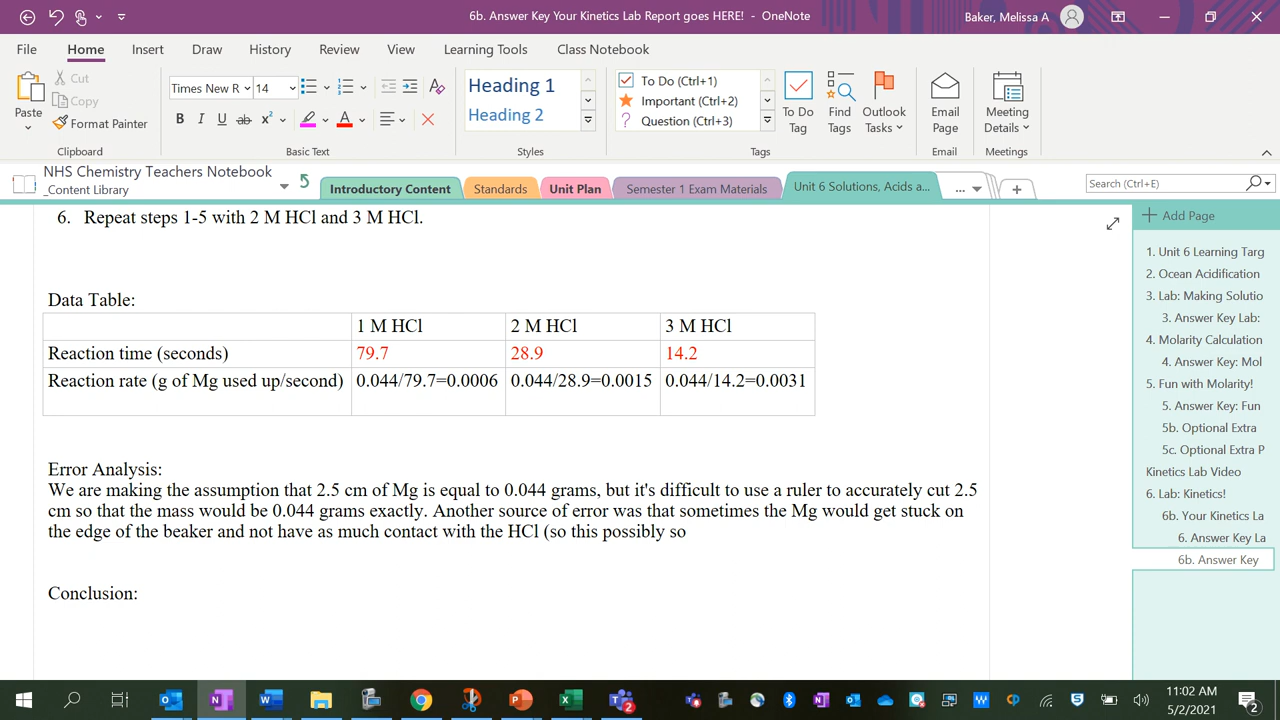 6b. Answer Key Your Kinetics Lab Report goes HERE! - OneNote
Baker, Melissa A
File Home Insert Draw History Review View Learning Tools Class Notebook
Paste
Cut
Copy
Format Painter
Clipboard
Times New R 14
B I U ab x² A A
Basic Text
Heading 1
Heading 2
Styles
To Do (Ctrl+1)
Important (Ctrl+2)
? Question (Ctrl+3)
To Do Tag
Find Tags
Outlook Tasks
Tags
Email Page
Email
Meeting Details
Meetings
NHS Chemistry Teachers Notebook
_Content Library
Introductory Content Standards Unit Plan Semester 1 Exam Materials Unit 6 Solutions, Acids a... ... +
Search (Ctrl+E)
6. Repeat steps 1-5 with 2 M HCl and 3 M HCl.
Data Table:
1 M HCl 2 M HCl 3 M HCl
Reaction time (seconds) 79.7 28.9 14.2
Reaction rate (g of Mg used up/second) 0.044/79.7=0.0006 0.044/28.9=0.0015 0.044/14.2=0.0031
Error Analysis:
We are making the assumption that 2.5 cm of Mg is equal to 0.044 grams, but it's difficult to use a ruler to accurately cut 2.5
cm so that the mass would be 0.044 grams exactly. Another source of error was that sometimes the Mg would get stuck on
the edge of the beaker and not have as much contact with the HCl (so this possibly so
Conclusion:
Add Page
1. Unit 6 Learning Targ
2. Ocean Acidification
3. Lab: Making Solutio
3. Answer Key Lab:
4. Molarity Calculation
4. Answer Key: Mol
5. Fun with Molarity!
5. Answer Key: Fun
5b. Optional Extra
5c. Optional Extra P
Kinetics Lab Video
6. Lab: Kinetics!
6b. Your Kinetics La
6. Answer Key La
6b. Answer Key
11:02 AM
5/2/2021
2
2